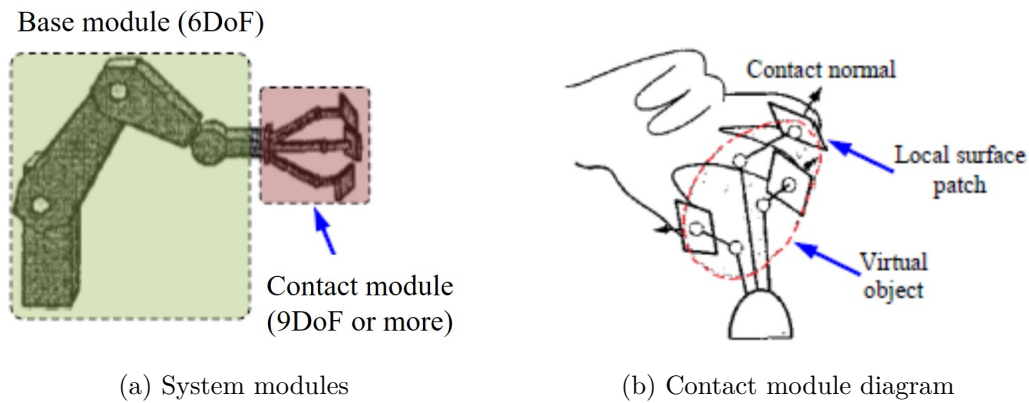 Base module (6DoF)
Contact module
(9DoF or more)
(a) System modules
Contact normal
Local surface
patch
Virtual
object
(b) Contact module diagram